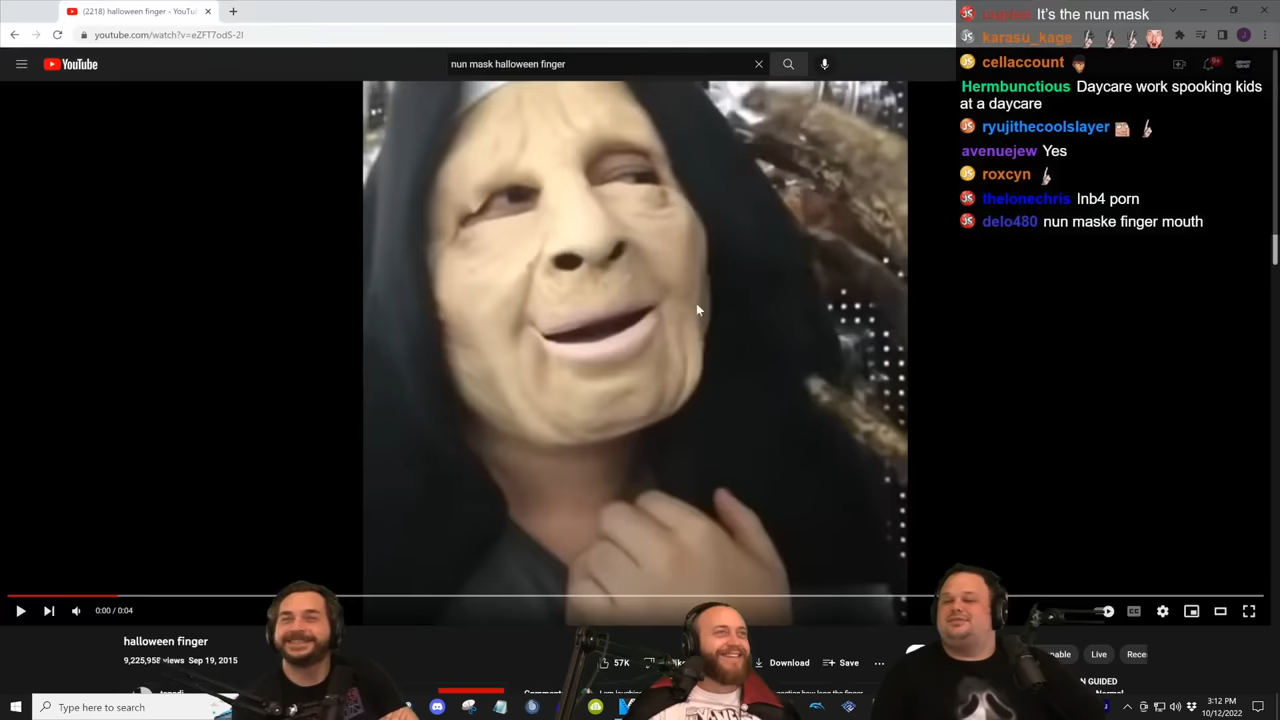 (2218) halloween finger - YouTu
youtube.com/watch?v=eZFT7odS-2I
YouTube
nun mask halloween finger
It's the nun mask
karasu_kage
cellaccount
Hermbunctious Daycare work spooking kids
at a daycare
ryujithecoolslayer
avenuejew Yes
roxcyn
thelonechris Inb4 porn
delo480 nun maske finger mouth
0:00 / 0:04
halloween finger
9,225,958 views Sep 19, 2015
57K
Download
Save
Live
Rece
N GUIDED
Type here to search
3:12 PM
10/12/2022